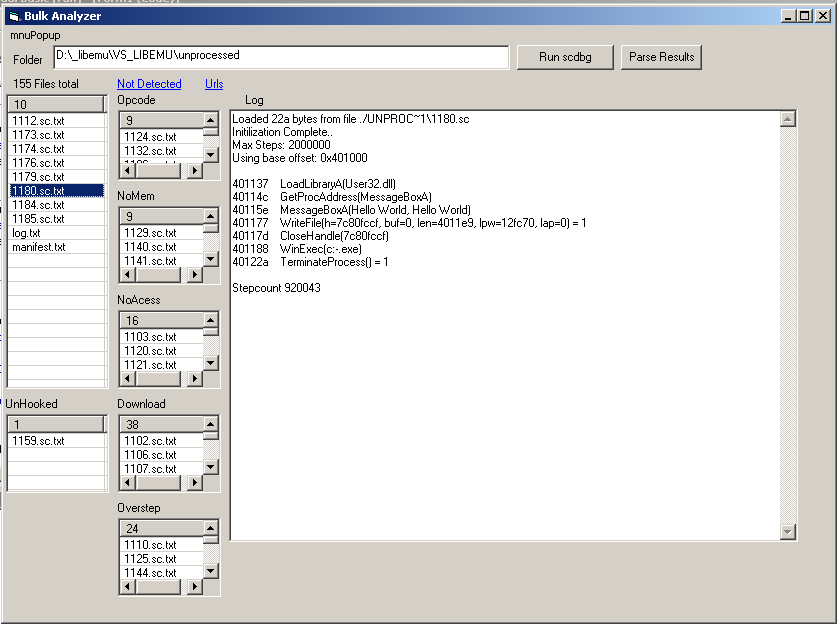 Bulk Analyzer
mnuPopup
Folder
D:\_libemu\VS_LIBEMU\unprocessed
Run scdbg
Parse Results
155 Files total
Not Detected
Urls
10
1112.sc.txt
1173.sc.txt
1174.sc.txt
1176.sc.txt
1179.sc.txt
1180.sc.txt
1184.sc.txt
1185.sc.txt
log.txt
manifest.txt
UnHooked
1
1159.sc.txt
Opcode
9
1124.sc.txt
1132.sc.txt
NoMem
9
1129.sc.txt
1140.sc.txt
1141.sc.txt
NoAcess
16
1103.sc.txt
1120.sc.txt
1121.sc.txt
Download
38
1102.sc.txt
1106.sc.txt
1107.sc.txt
Overstep
24
1110.sc.txt
1125.sc.txt
1144.sc.txt
Log
Loaded 22a bytes from file ./UNPROC~1\1180.sc
Initilization Complete..
Max Steps: 2000000
Using base offset: 0x401000
401137 LoadLibraryA(User32.dll)
40114c GetProcAddress(MessageBoxA)
40115e MessageBoxA(Hello World, Hello World)
401177 WriteFile(h=7c80fccf, buf=0, len=4011e9, lpw=12fc70, lap=0) = 1
40117d CloseHandle(7c80fccf)
401188 WinExec(c:-.exe)
40122a TerminateProcess() = 1
Stepcount 920043